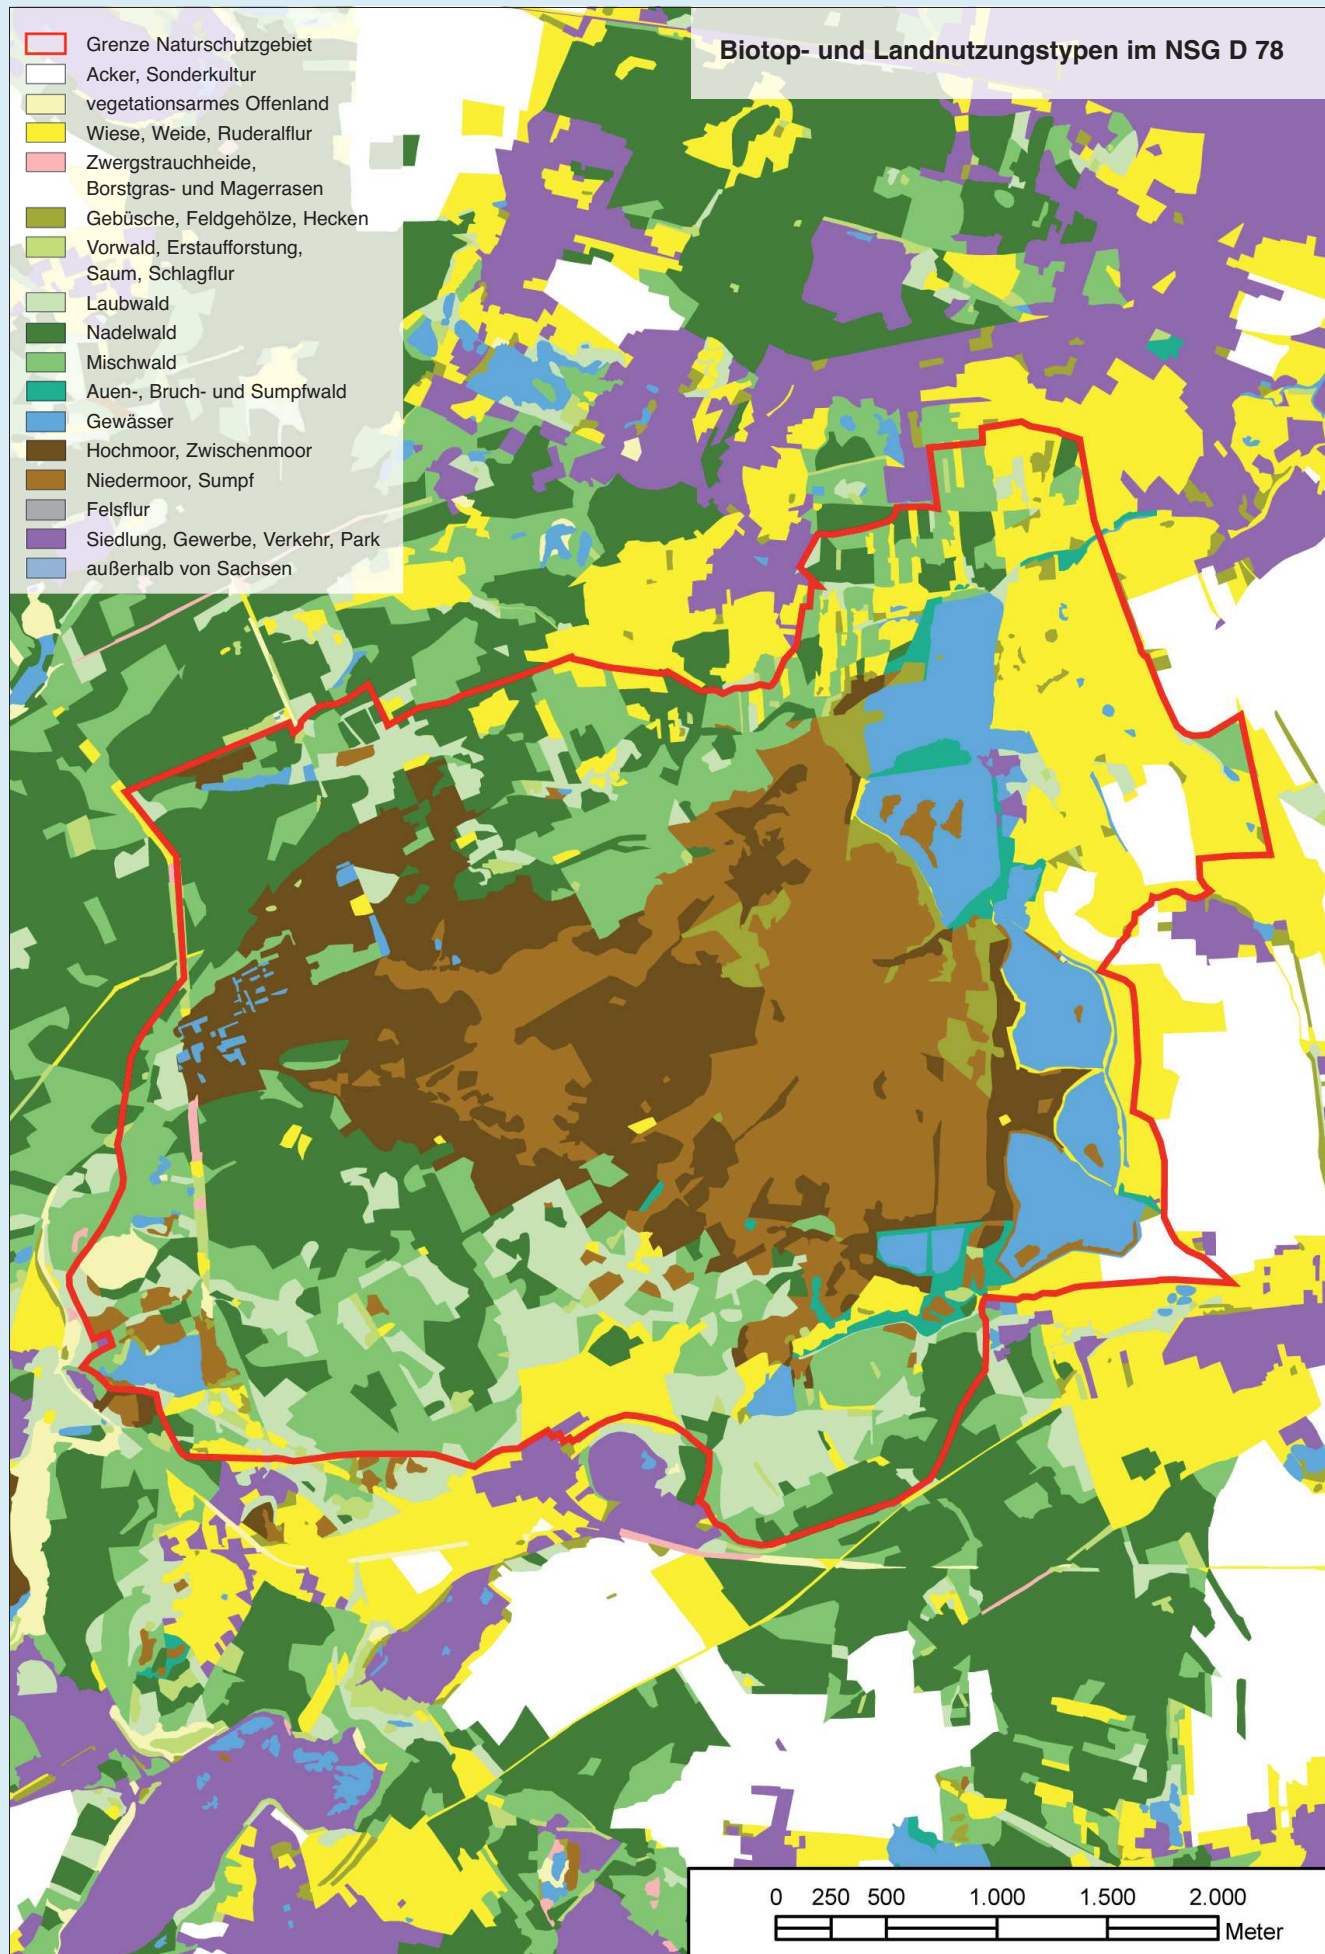 Biotop- und Landnutzungstypen im NSG D 78
Grenze Naturschutzgebiet
Acker, Sonderkultur
vegetationsarmes Offenland
Wiese, Weide, Ruderalflur
Zwergstrauchheide,
Borstgras- und Magerrasen
Gebüsche, Feldgehölze, Hecken
Vorwald, Erstaufforstung,
Saum, Schlagflur
Laubwald
Nadelwald
Mischwald
Auen-, Bruch- und Sumpfwald
Gewässer
Hochmoor, Zwischenmoor
Niedermoor, Sumpf
Felsflur
Siedlung, Gewerbe, Verkehr, Park
außerhalb von Sachsen
0 250 500 1.000 1.500 2.000
Meter